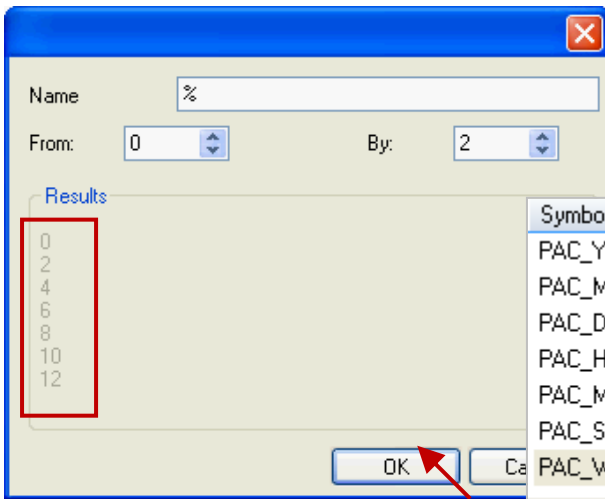 Name %
From: 0 By: 2
Results
0
2
4
6
8
10
12
Symbo
PAC_Y
PAC_M
PAC_D
PAC_H
PAC_M
PAC_S
OK Ca PAC_W